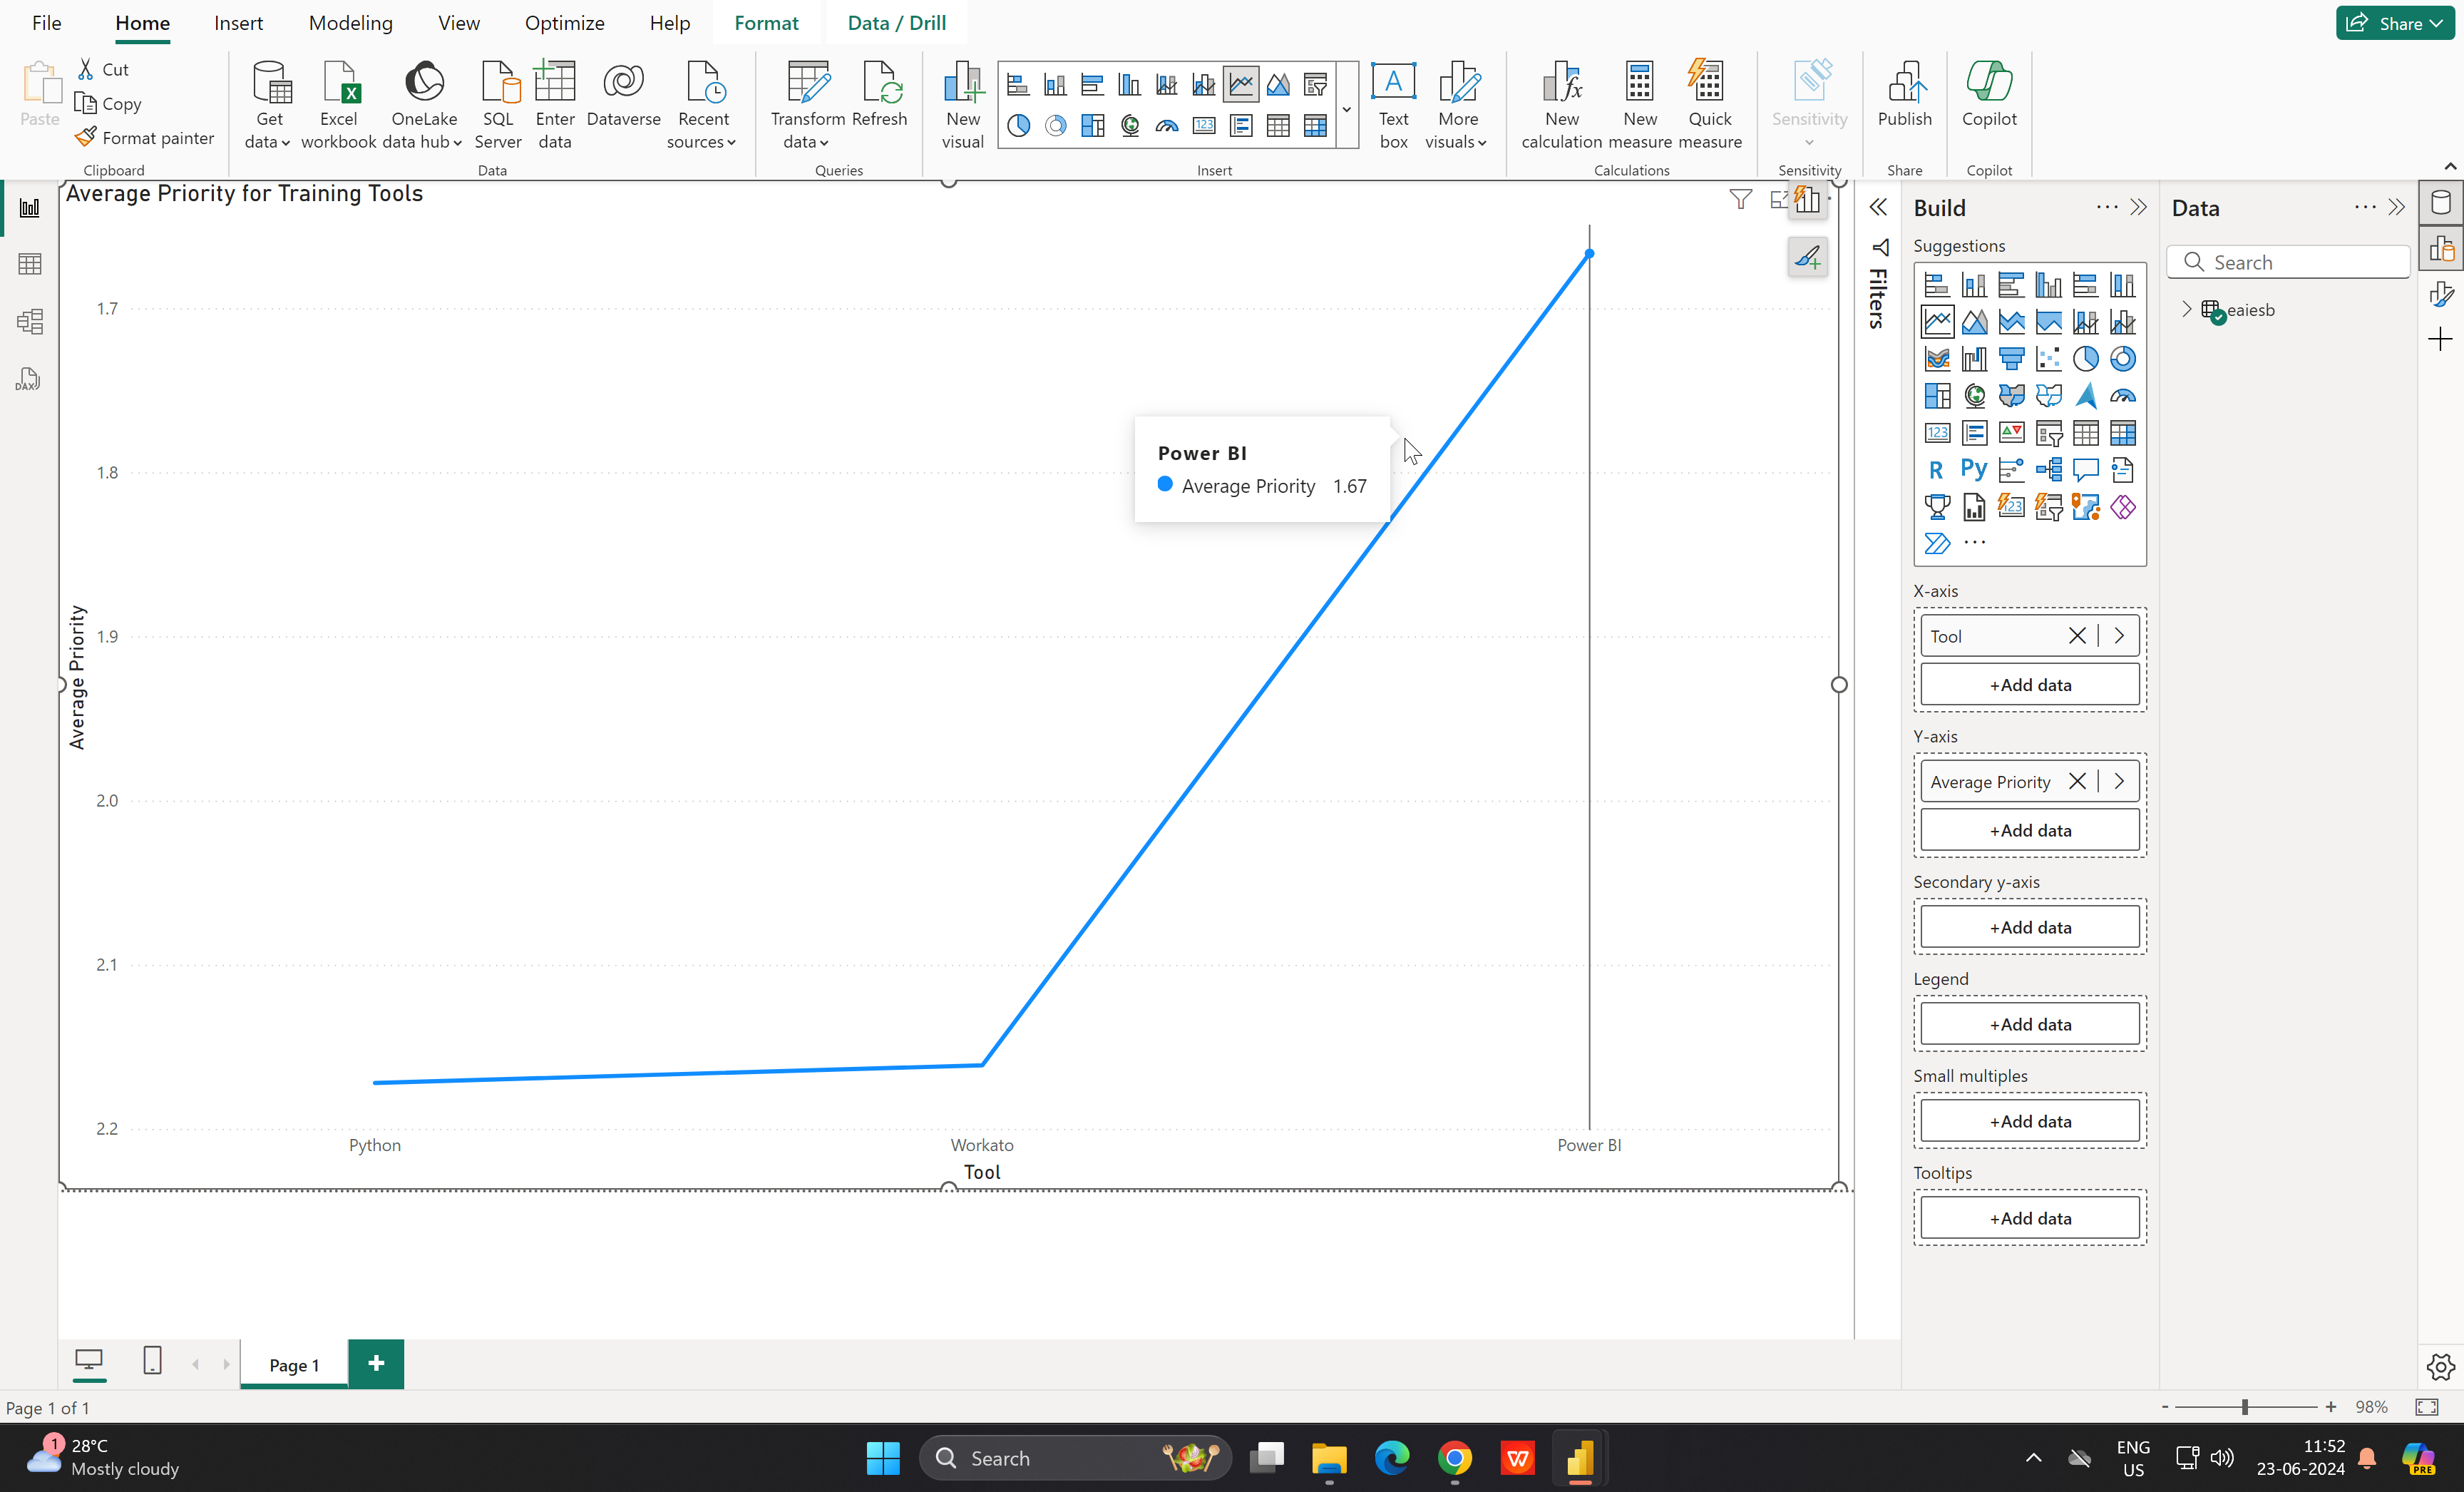 File Home Insert Modeling View Optimize Help Format Data / Drill Share
Paste
Cut
Copy
Format painter
Clipboard
Get data
Excel workbook
OneLake data hub
SQL Server
Enter data
Dataverse
Recent sources
Data
Transform data
Refresh
Queries
New visual
Text box
More visuals
Insert
New calculation
New measure
Quick measure
Calculations
Sensitivity
Sensitivity
Publish
Share
Copilot
Copilot
DAX
Average Priority for Training Tools
1.7
1.8
1.9
2.0
2.1
2.2
Average Priority
Power BI
Average Priority 1.67
Python Workato Power BI
Tool
Filters
Build
Suggestions
123
R Py
123
X-axis
Tool
+Add data
Y-axis
Average Priority
+Add data
Secondary y-axis
+Add data
Legend
+Add data
Small multiples
+Add data
Tooltips
+Add data
Data
Search
eaiesb
Page 1
Page 1 of 1
- + 98%
1
28°C
Mostly cloudy
Search
W
ENG
US
11:52
23-06-2024
PRE